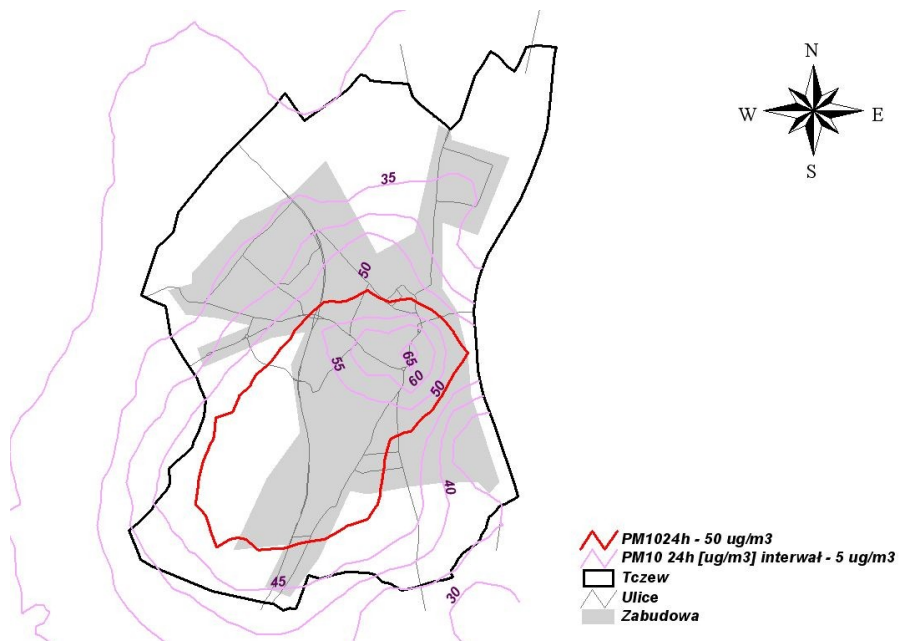 N
W E
S
35
50
65
55
60
50
40
45
30
PM1024h - 50 ug/m3
PM10 24h [ug/m3] interwał - 5 ug/m3
Tczew
Ulice
Zabudowa